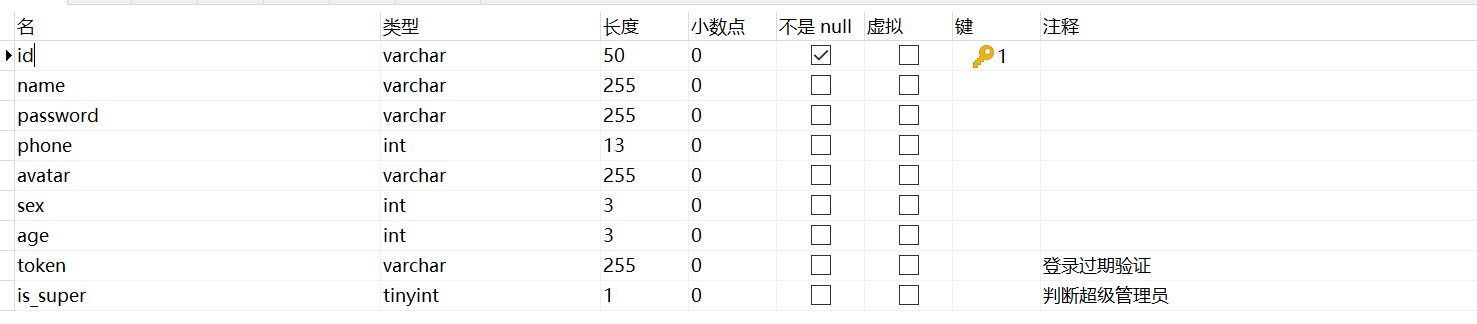 名 类型 长度 小数点 不是 null 虚拟 键 注释
id varchar 50 0 1
name varchar 255 0
password varchar 255 0
phone int 13 0
avatar varchar 255 0
sex int 3 0
age int 3 0
token varchar 255 0 登录过期验证
is_super tinyint 1 0 判断超级管理员